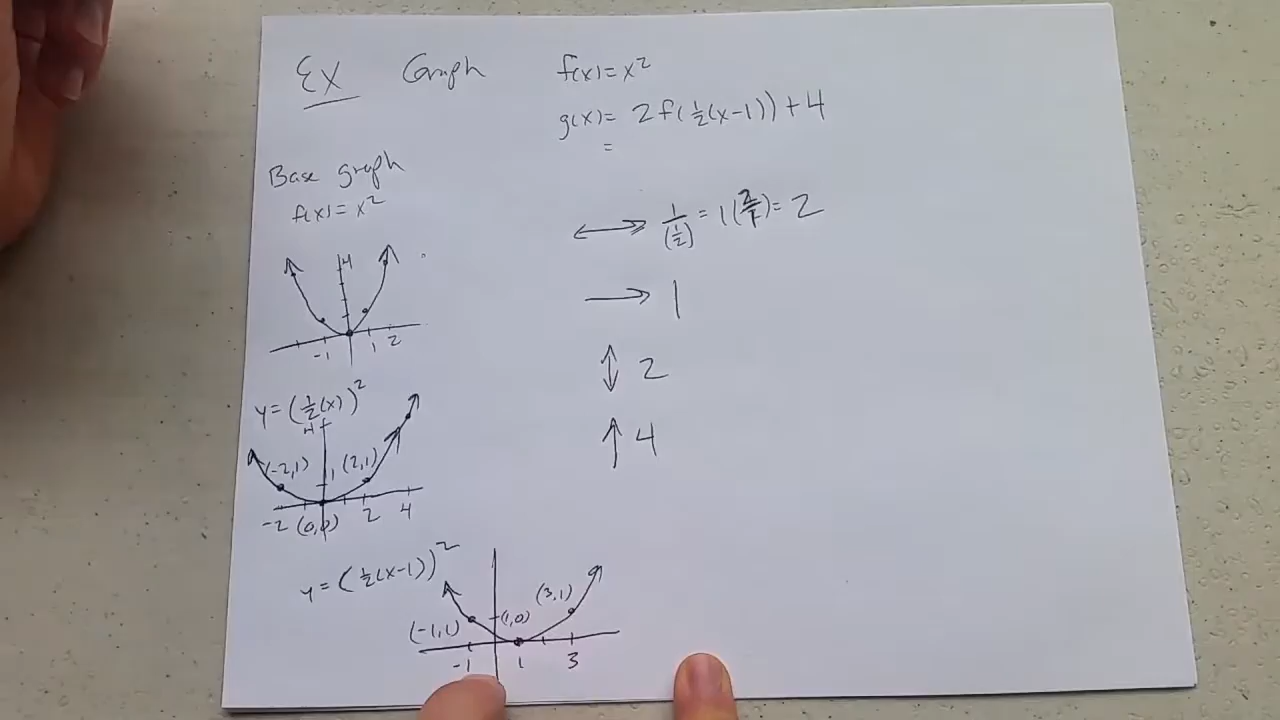 Ex Graph f(x)=x²
g(x)= 2f(½(x-1))+4
=
Base graph
f(x)=x²
4
-1 1 2
↔ 1/(½) = 1(2/1)= 2
→ 1
↕ 2
↑ 4
y=(½(x))²
4
(-2,1) 1 (2,1)
-2 (0,0) 2 4
y=(½(x-1))²
(-1,1) (1,0) (3,1)
-1 1 3